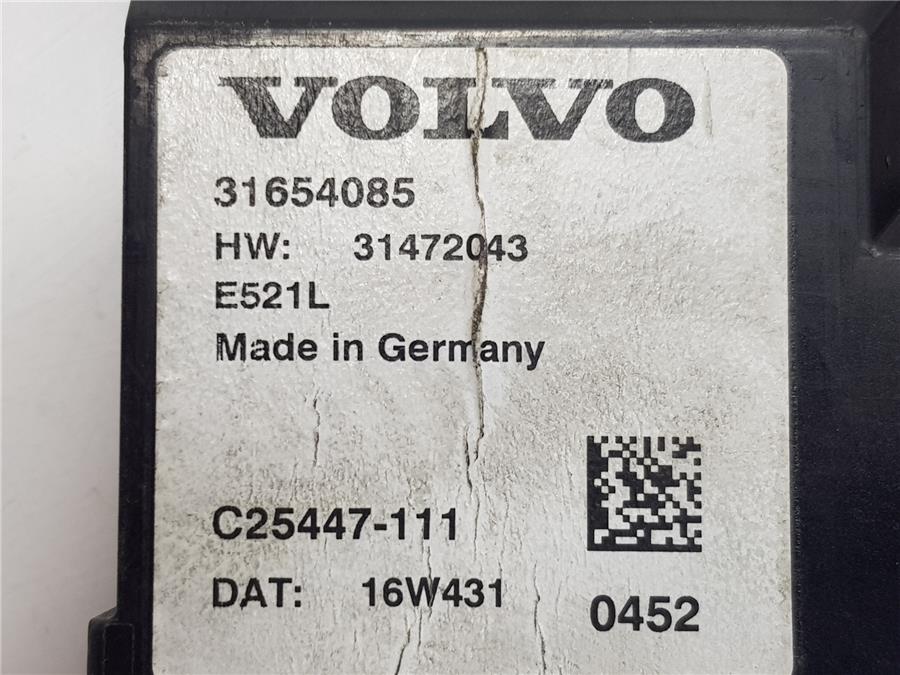 VOLVO
31654085
HW: 31472043
E521L
Made in Germany
C25447-111
DAT: 16W431
0452